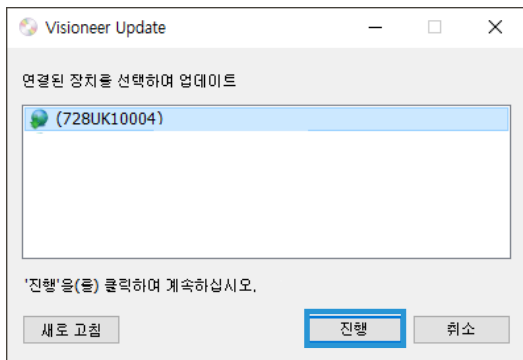 Visioneer Update
연결된 장치을 선택하여 업데이트
(728UK10004)
'진행'을(를) 클릭하여 계속하십시오.
새로 고침
진행
취소